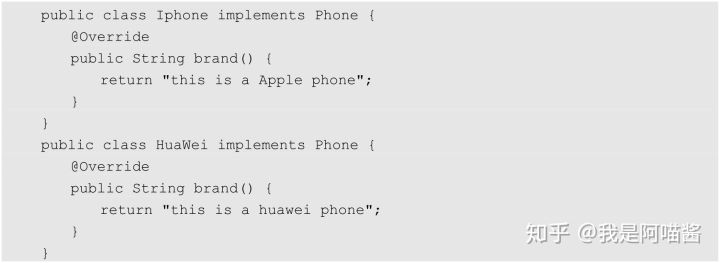 public class Iphone implements Phone {
    @Override
    public String brand() {
        return "this is a Apple phone";
    }
}
public class HuaWei implements Phone {
    @Override
    public String brand() {
        return "this is a huawei phone";
    }
}
知乎 @我是阿喵酱